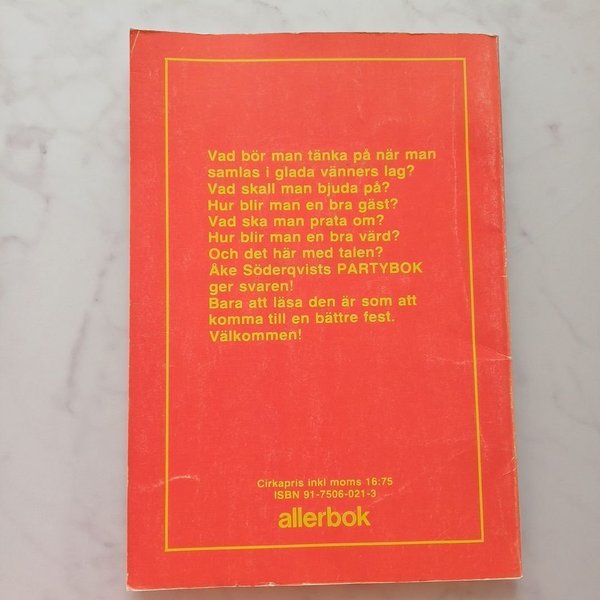 Vad bör man tänka på när man
samlas i glada vänners lag?
Vad skall man bjuda på?
Hur blir man en bra gäst?
Vad ska man prata om?
Hur blir man en bra värd?
Och det här med talen?
Åke Söderqvists PARTYBOK
ger svaren!
Bara att läsa den är som att
komma till en bättre fest.
Välkommen!
Cirkapris inkl moms 16:75
ISBN 91-7506-021-3
allerbok